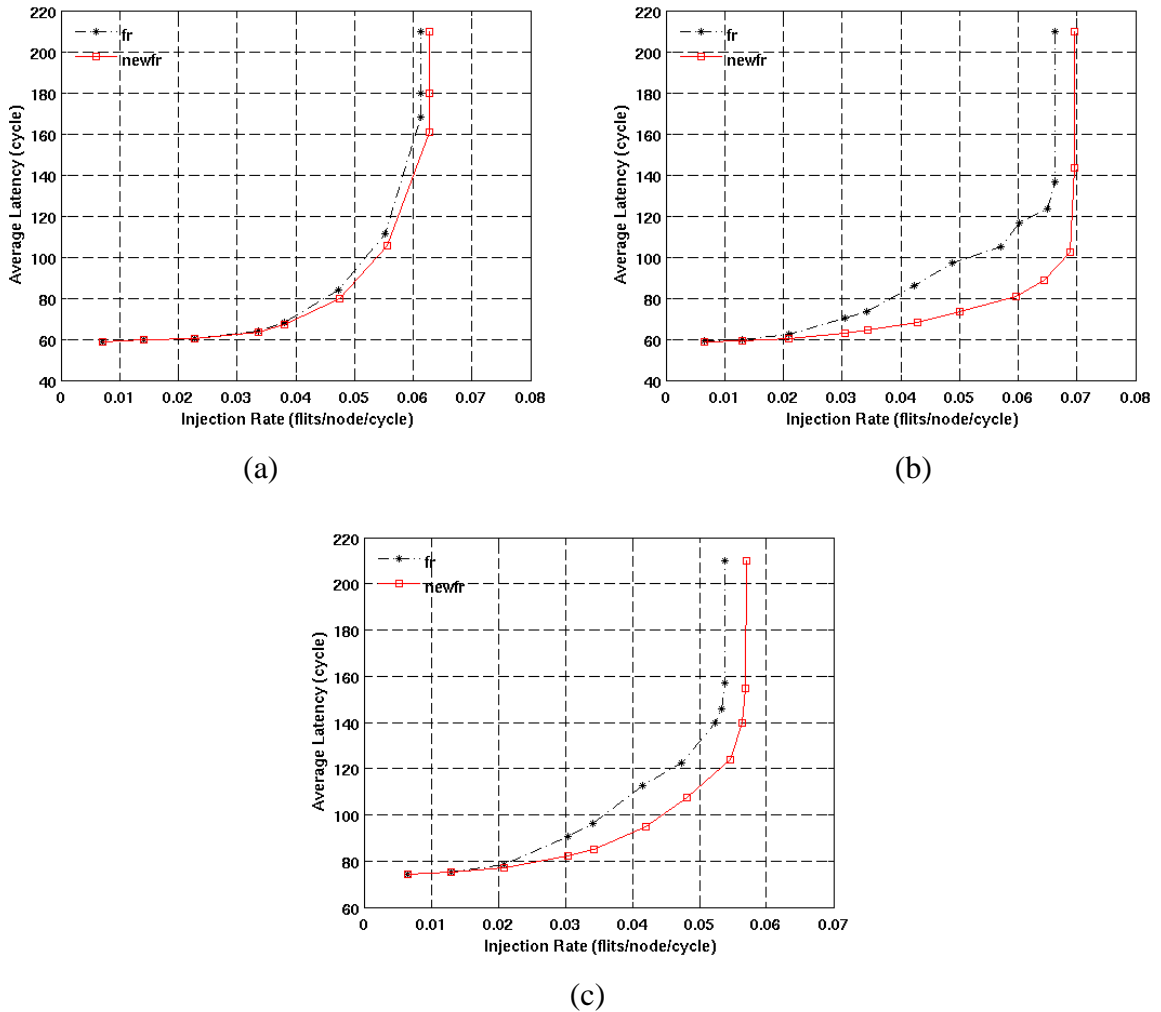 220
200
180
160
140
120
100
80
60
40
fr
newfr
Average Latency (cycle)
0 0.01 0.02 0.03 0.04 0.05 0.06 0.07 0.08
Injection Rate (flits/node/cycle)
(a)
220
200
180
160
140
120
100
80
60
40
fr
newfr
Average Latency (cycle)
0 0.01 0.02 0.03 0.04 0.05 0.06 0.07 0.08
Injection Rate (flits/node/cycle)
(b)
220
200
180
160
140
120
100
80
60
fr
newfr
Average Latency (cycle)
0 0.01 0.02 0.03 0.04 0.05 0.06 0.07
Injection Rate (flits/node/cycle)
(c)